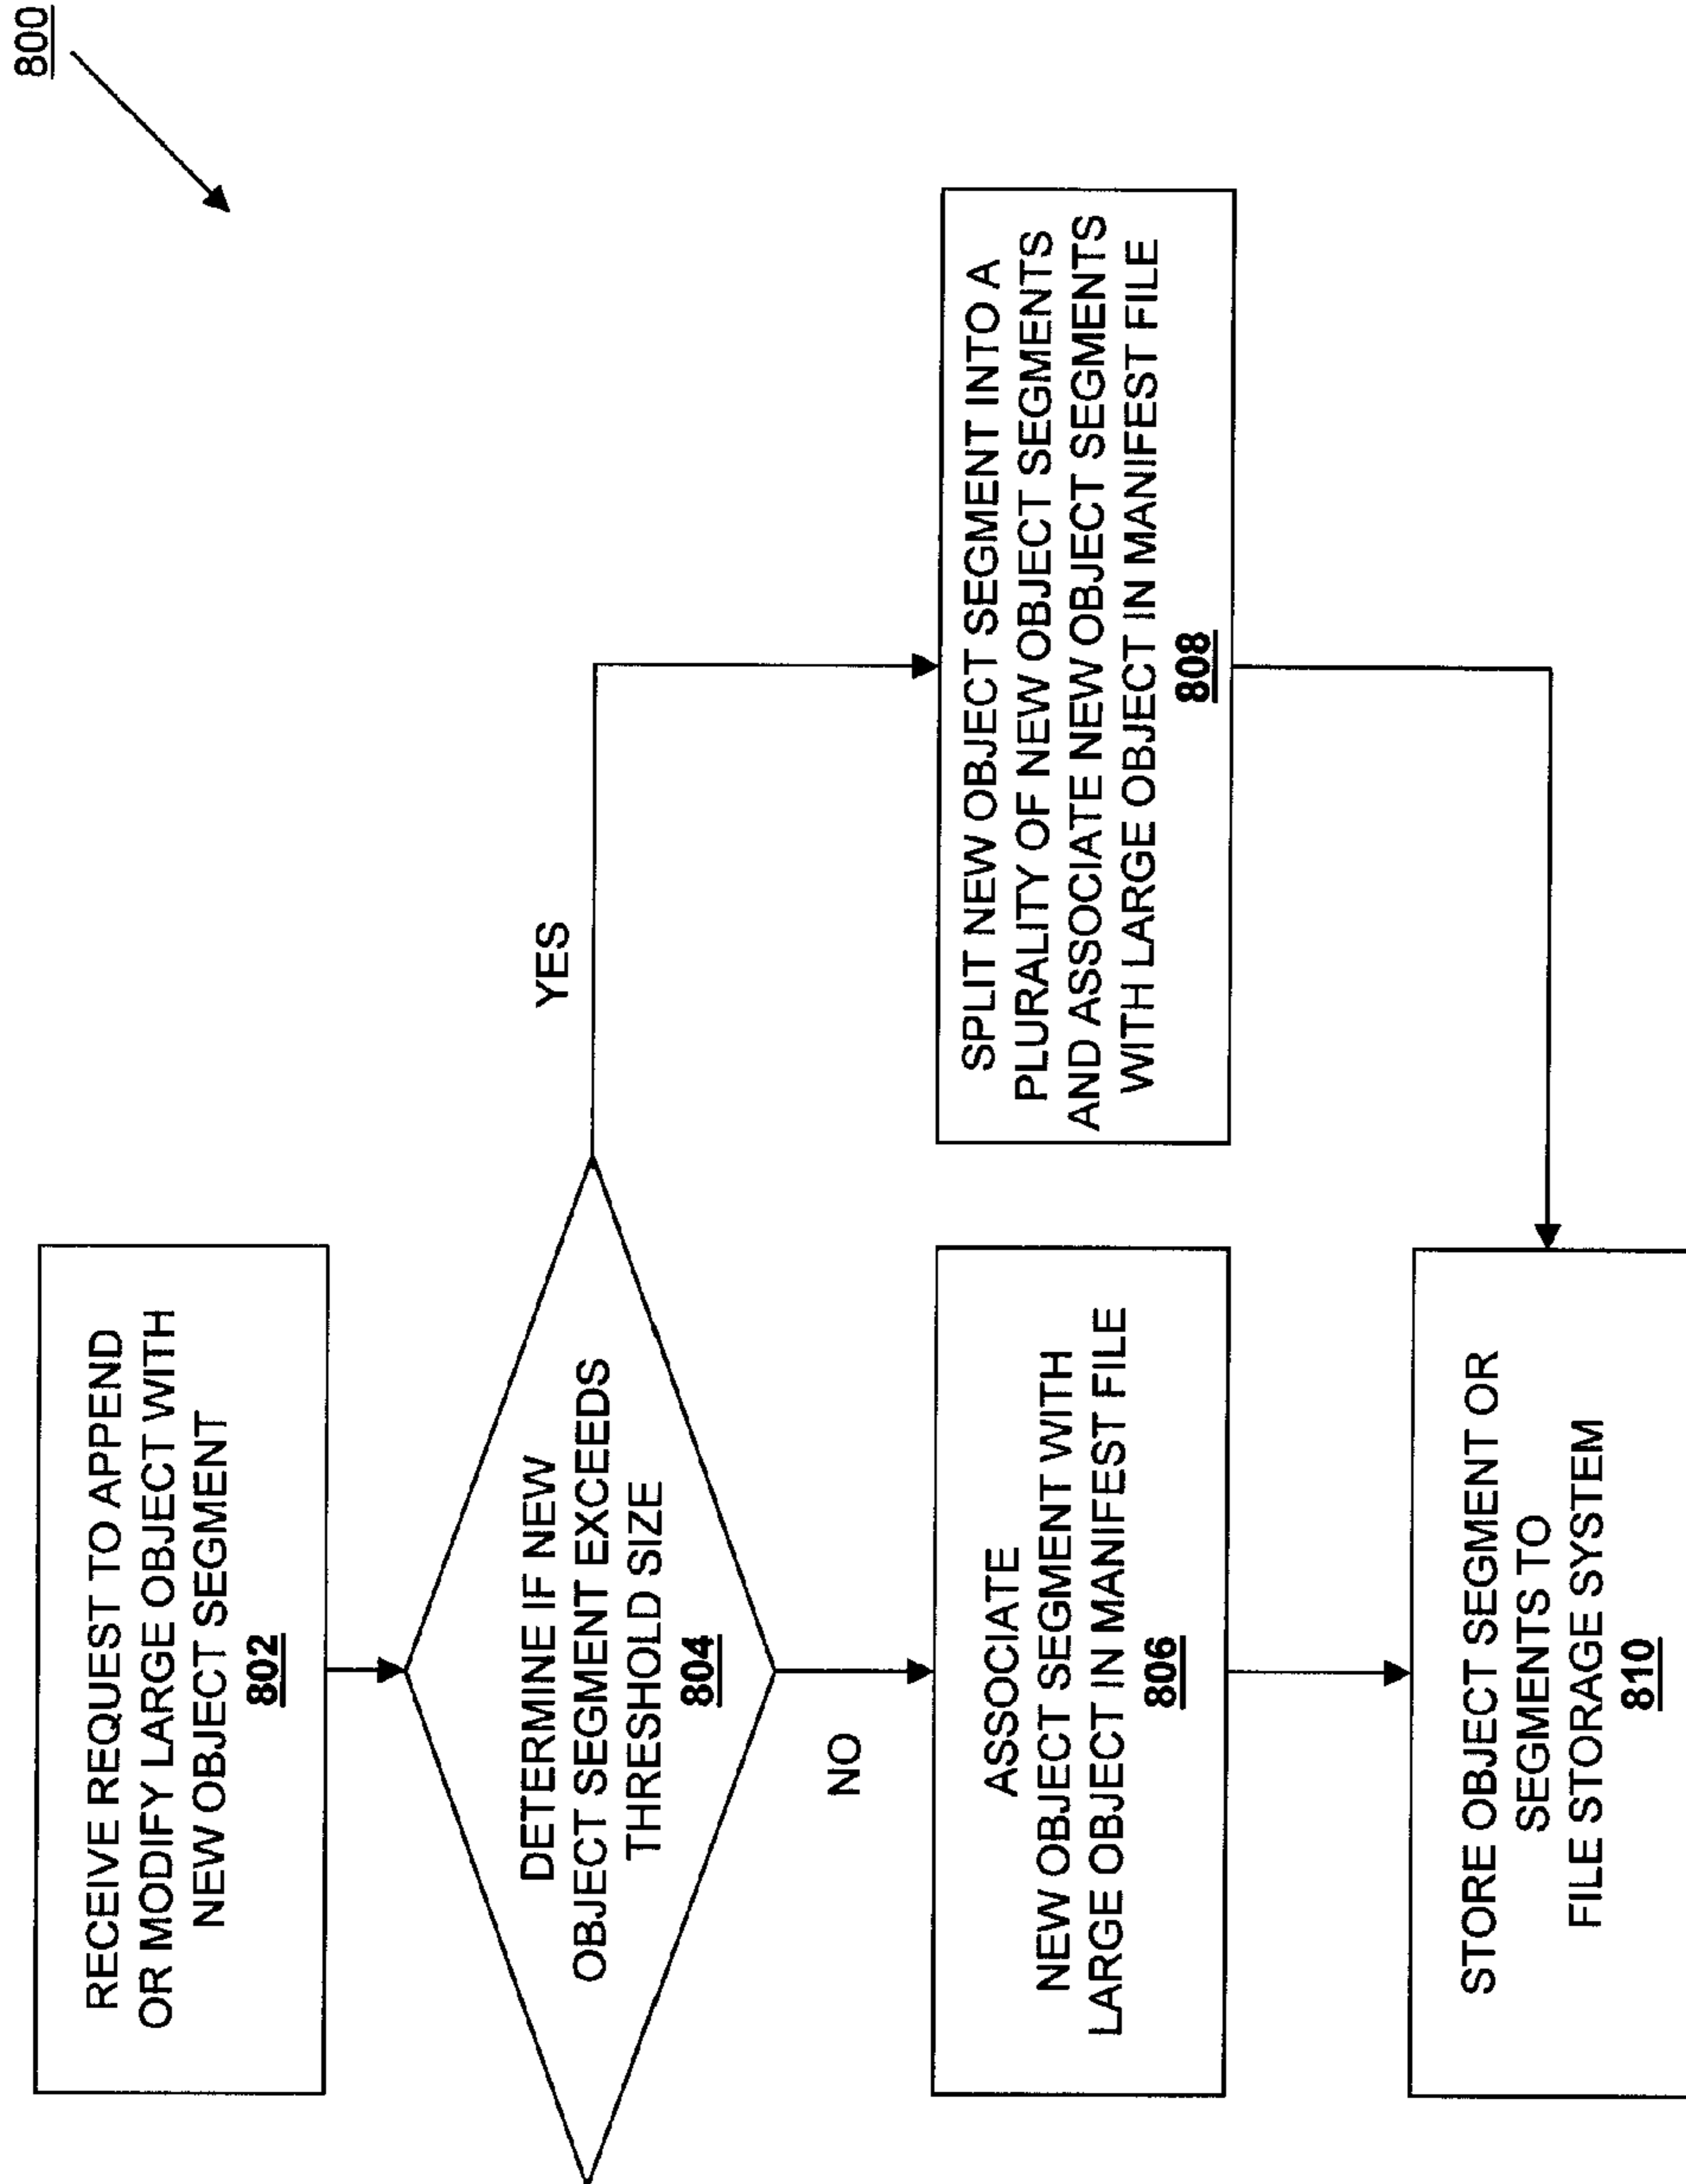 800
RECEIVE REQUEST TO APPEND
OR MODIFY LARGE OBJECT WITH
NEW OBJECT SEGMENT
802
DETERMINE IF NEW
OBJECT SEGMENT EXCEEDS
THRESHOLD SIZE
804
YES
NO
ASSOCIATE
NEW OBJECT SEGMENT WITH
LARGE OBJECT IN MANIFEST FILE
806
SPLIT NEW OBJECT SEGMENT INTO A
PLURALITY OF NEW OBJECT SEGMENTS
AND ASSOCIATE NEW OBJECT SEGMENTS
WITH LARGE OBJECT IN MANIFEST FILE
808
STORE OBJECT SEGMENT OR
SEGMENTS TO
FILE STORAGE SYSTEM
810